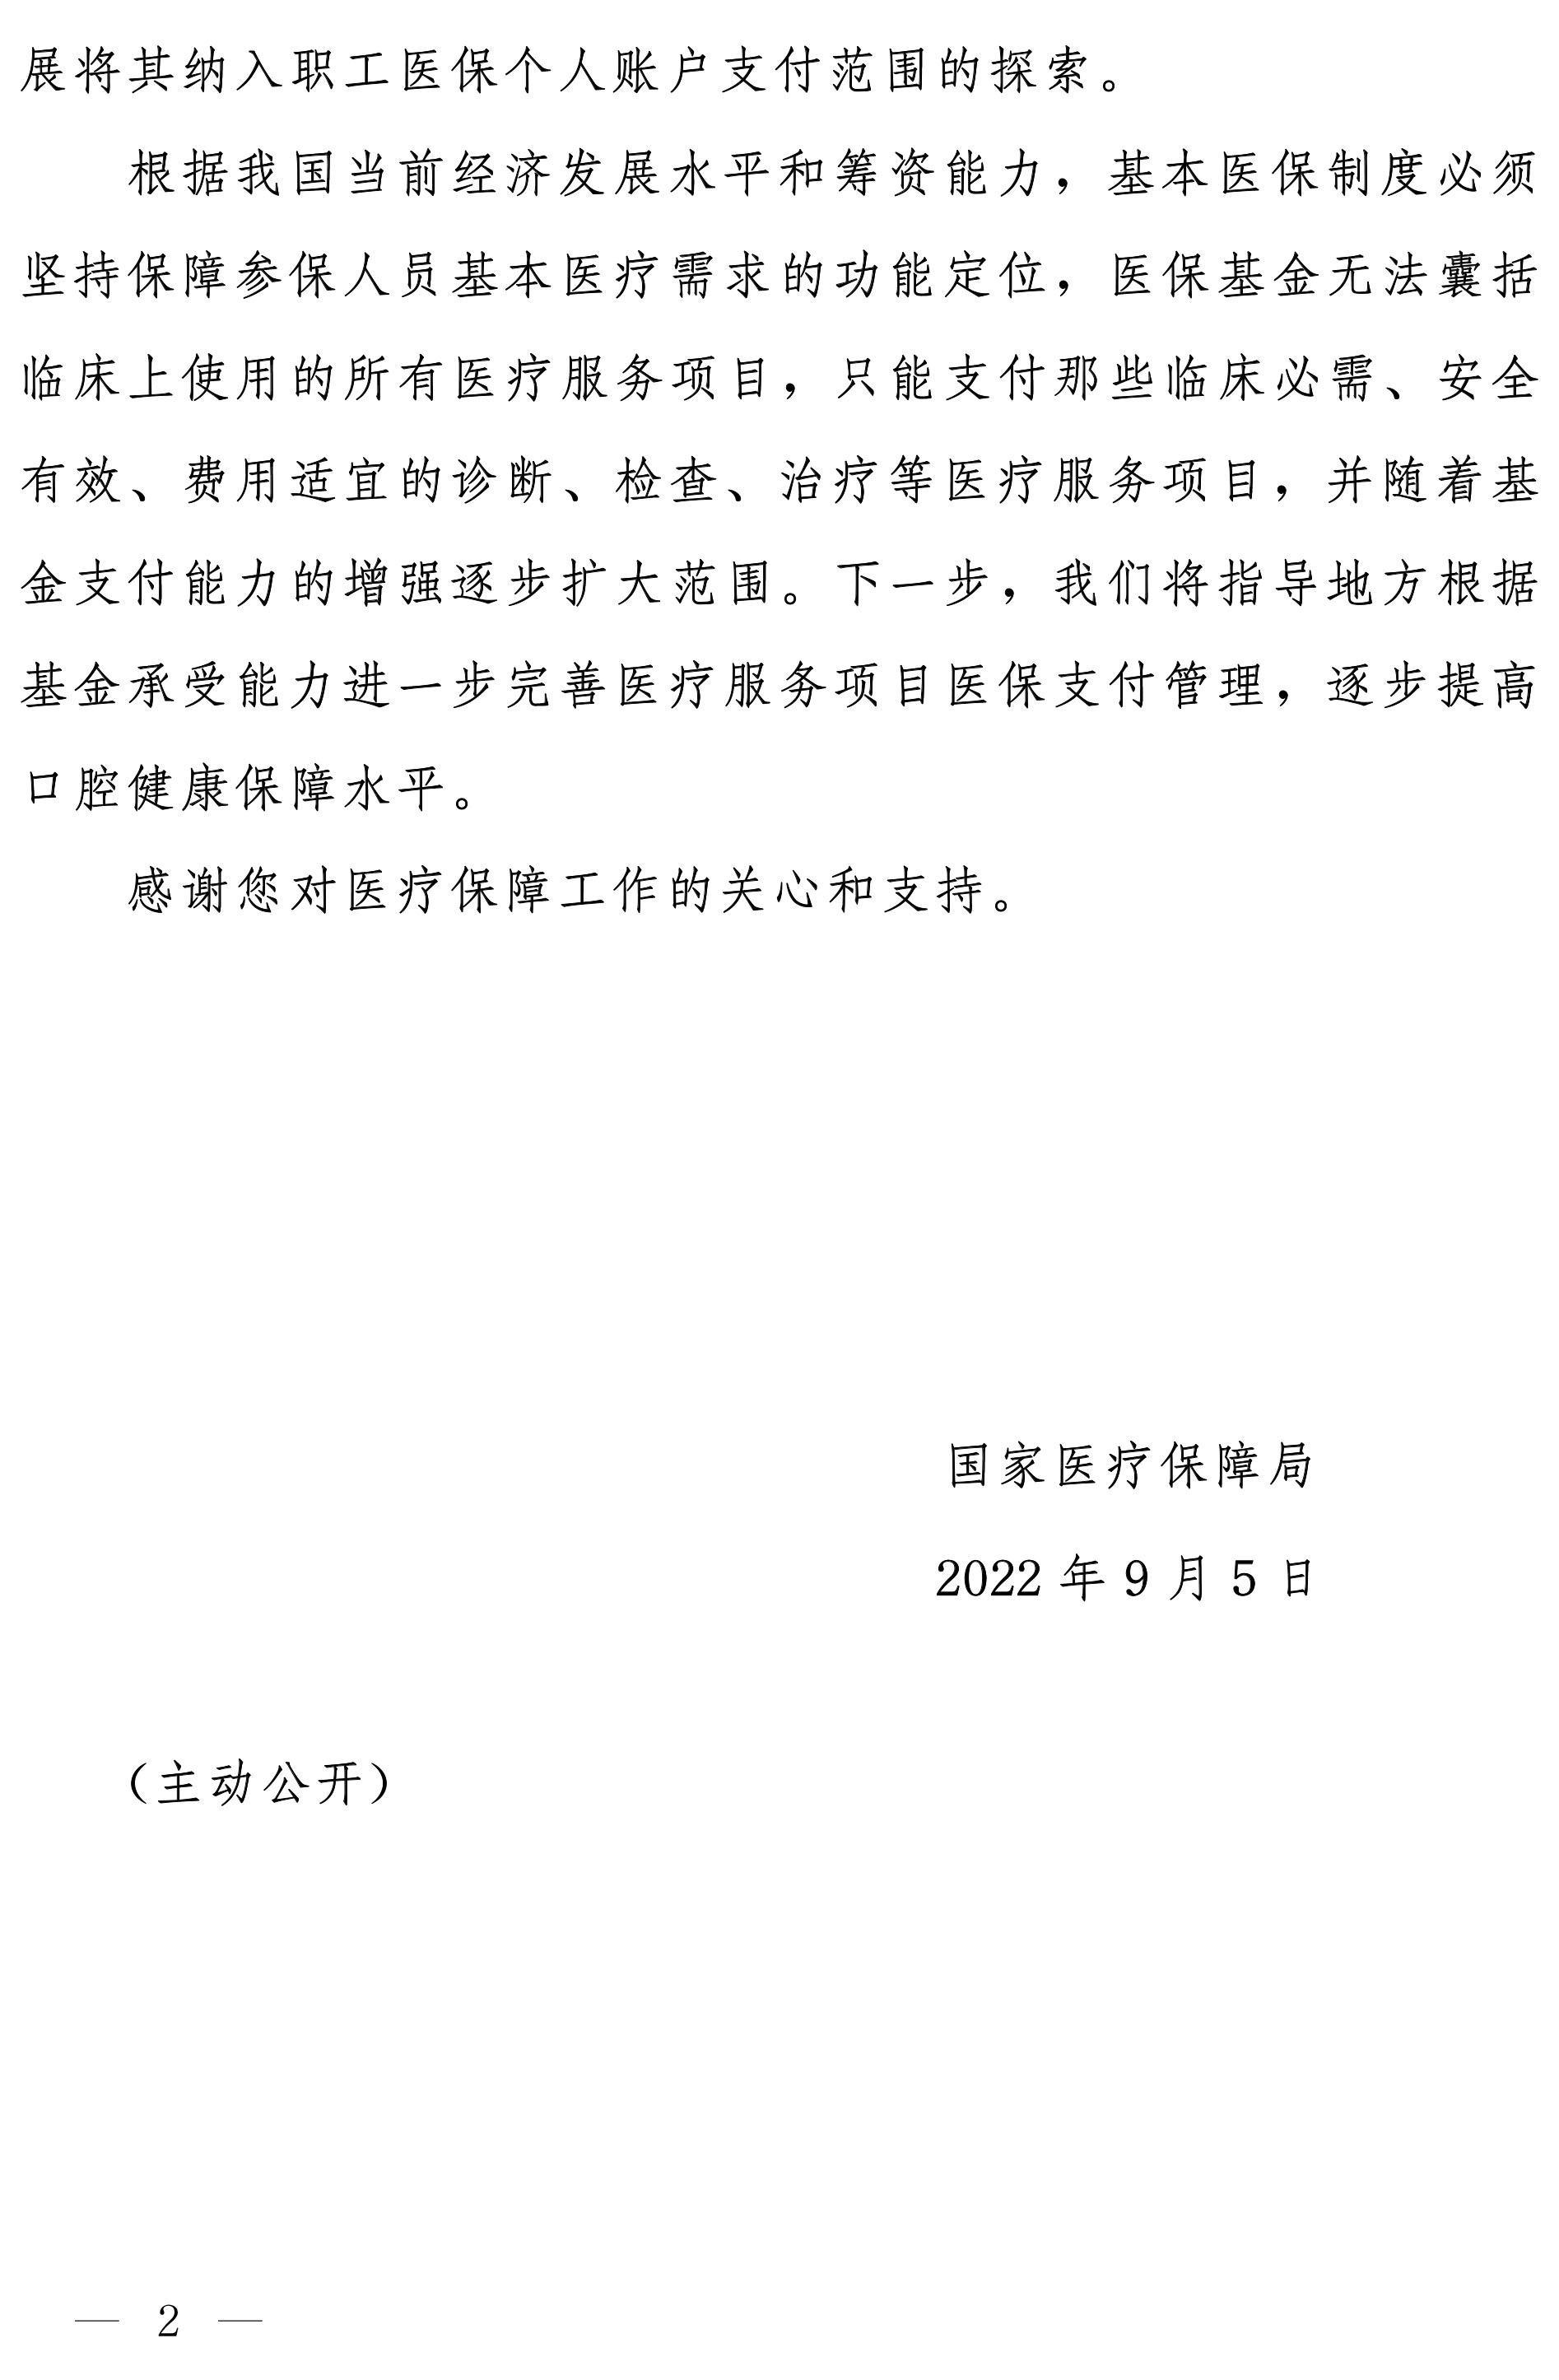 展将其纳入职工医保个人账户支付范围的探索。
根据我国当前经济发展水平和筹资能力，基本医保制度必须
坚持保障参保人员基本医疗需求的功能定位，医保基金无法囊括
临床上使用的所有医疗服务项目，只能支付那些临床必需、安全
有效、费用适宜的诊断、检查、治疗等医疗服务项目，并随着基
金支付能力的增强逐步扩大范围。下一步，我们将指导地方根据
基金承受能力进一步完善医疗服务项目医保支付管理，逐步提高
口腔健康保障水平。
感谢您对医疗保障工作的关心和支持。
国家医疗保障局
2022 年 9 月 5 日
（主动公开）
— 2 —